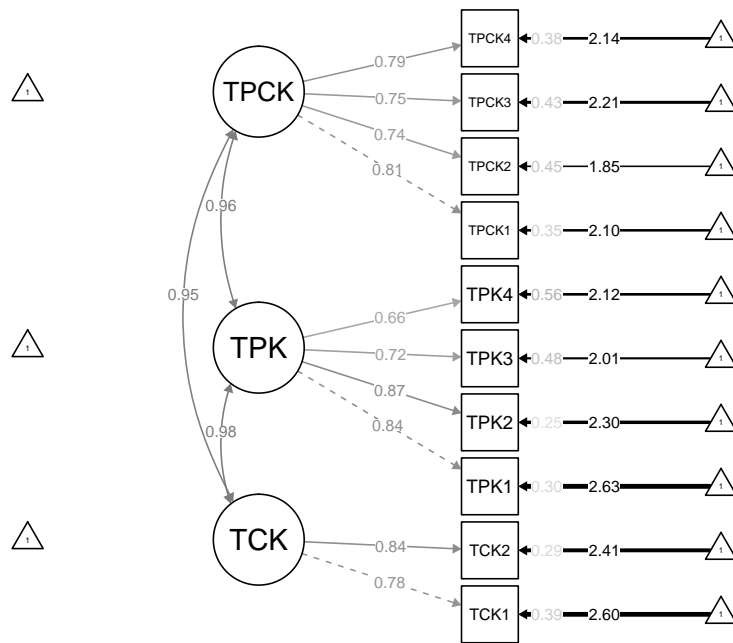 TPCK4 0.38 2.14 1
0.79
TPCK 1
0.75 TPCK3 0.43 2.21 1
0.74
TPCK2 0.45 1.85 1
0.81
0.96
TPCK1 0.35 2.10 1
0.95
TPK4 0.56 2.12 1
0.66
1 TPK
0.72 TPK3 0.48 2.01 1
0.87
TPK2 0.25 2.30 1
0.84
0.98
TPK1 0.30 2.63 1
1 TCK
0.84 TCK2 0.29 2.41 1
0.78
TCK1 0.39 2.60 1